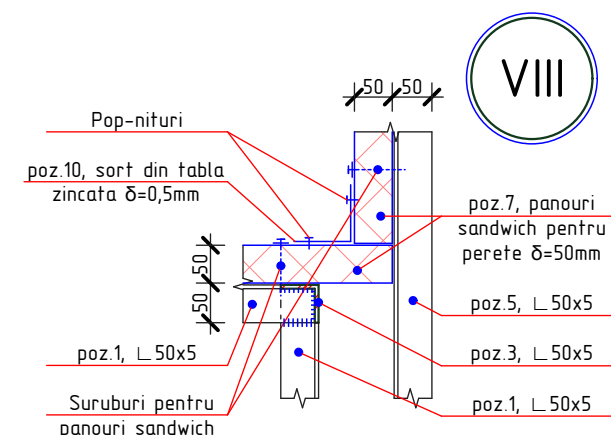 VIII
50 50
Pop-nituri
poz.10, sort din tabla
zincata δ=0,5mm
poz.7, panouri
sandwich pentru
perete δ=50mm
50
50
poz.5, ∟50x5
poz.1, ∟50x5
poz.3, ∟50x5
Suruburi pentru
panouri sandwich
poz.1, ∟50x5